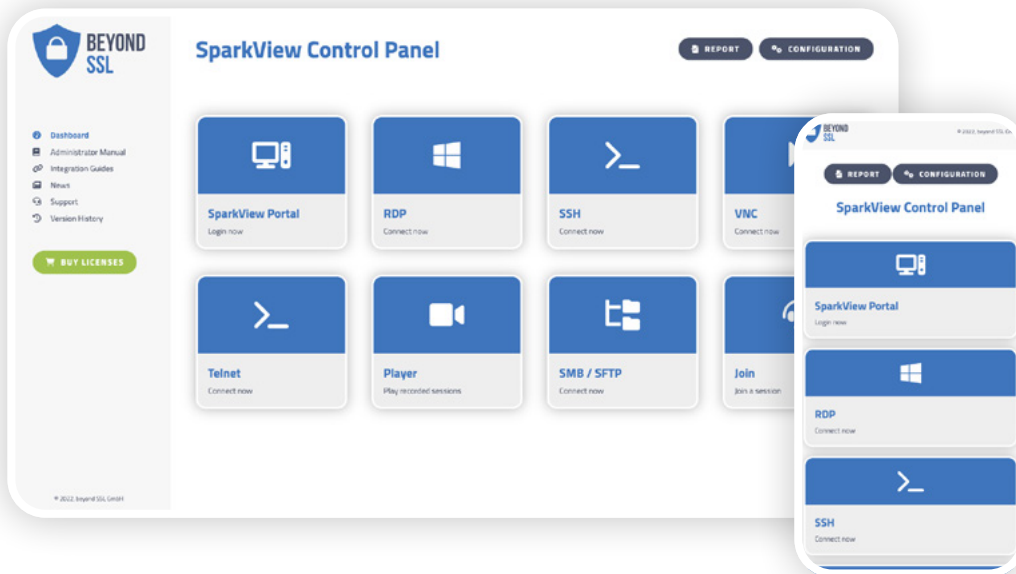 BEYOND
SSL
SparkView Control Panel
REPORT
CONFIGURATION
Dashboard
Administrator Manual
Integration Guides
News
Support
Version History
BUY LICENSES
SparkView Portal
Login now
RDP
Connect now
SSH
Connect now
VNC
Connect now
Telnet
Connect now
Player
Play recorded sessions
SMB / SFTP
Connect now
Join
Join a session
© 2022, beyond SSL GmbH
BEYOND
SSL
© 2022, beyond SSL
REPORT
CONFIGURATION
SparkView Control Panel
SparkView Portal
Login now
RDP
Connect now
SSH
Connect now